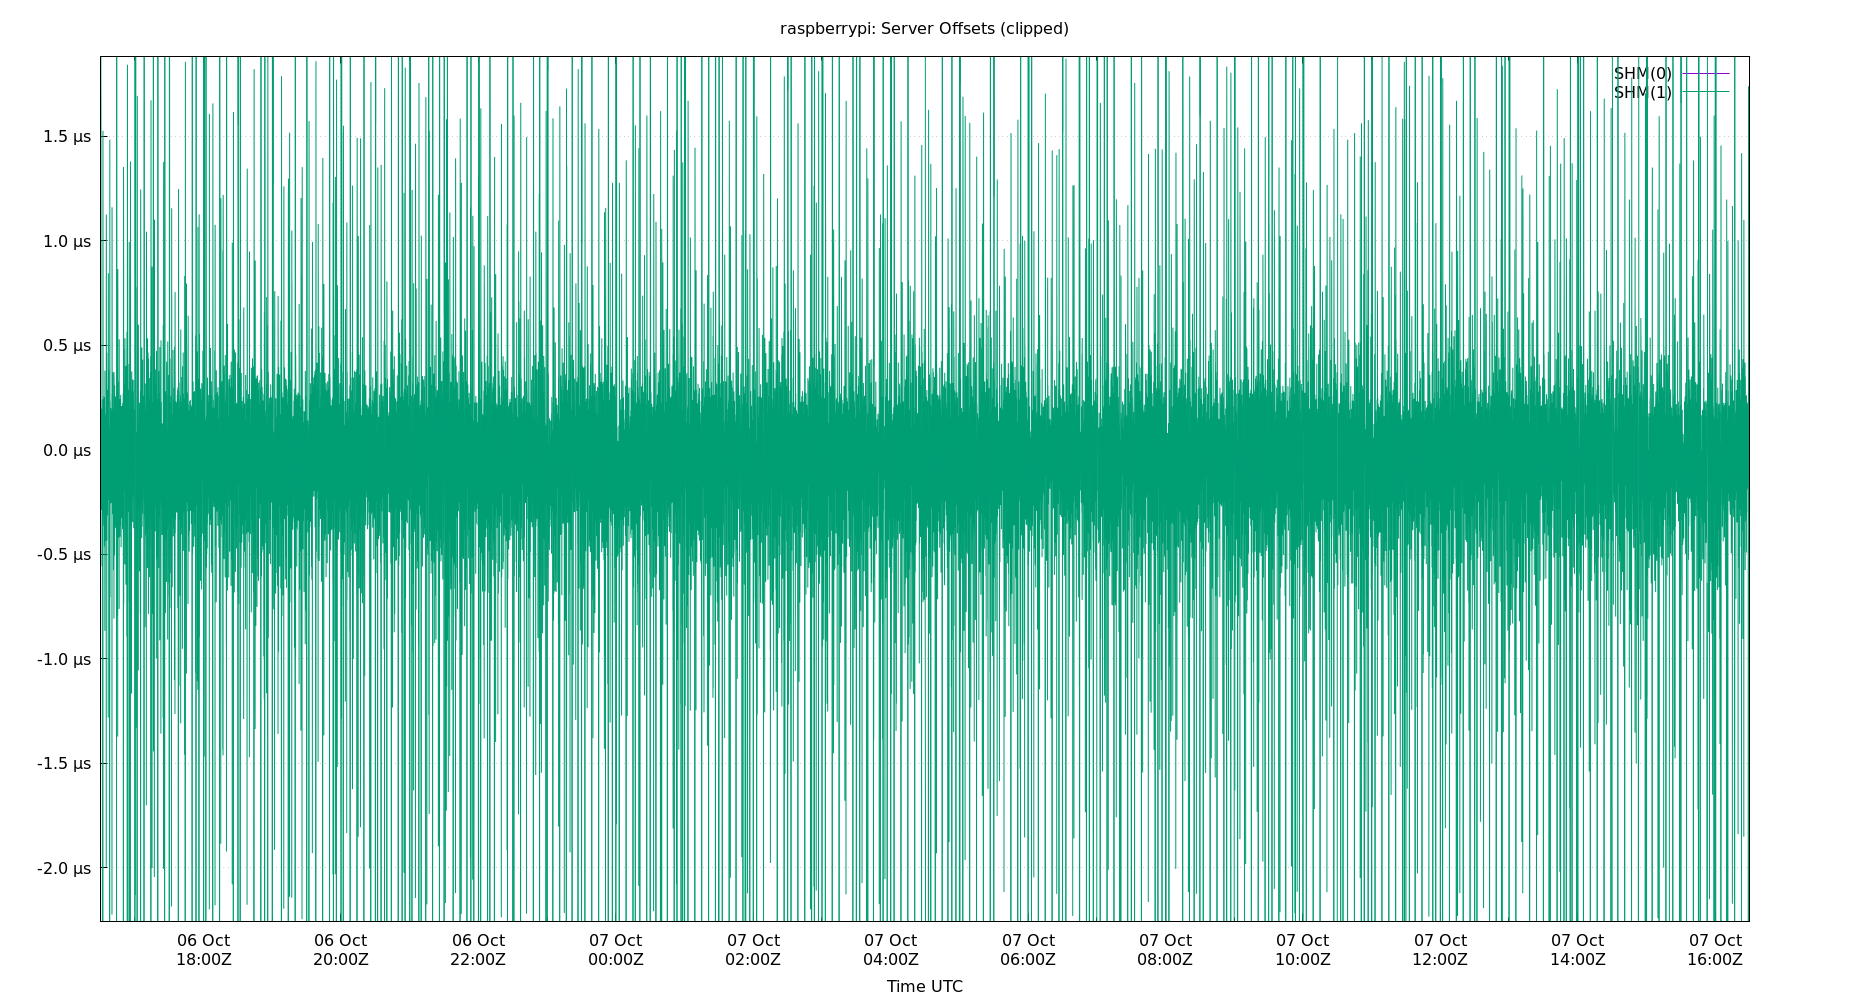 raspberrypi: Server Offsets (clipped)
SHM(0)
SHM(1)
1.5 µs
1.0 µs
0.5 µs
0.0 µs
-0.5 µs
-1.0 µs
-1.5 µs
-2.0 µs
06 Oct 06 Oct 06 Oct 07 Oct 07 Oct 07 Oct 07 Oct 07 Oct 07 Oct 07 Oct 07 Oct 07 Oct
18:00Z 20:00Z 22:00Z 00:00Z 02:00Z 04:00Z 06:00Z 08:00Z 10:00Z 12:00Z 14:00Z 16:00Z
Time UTC